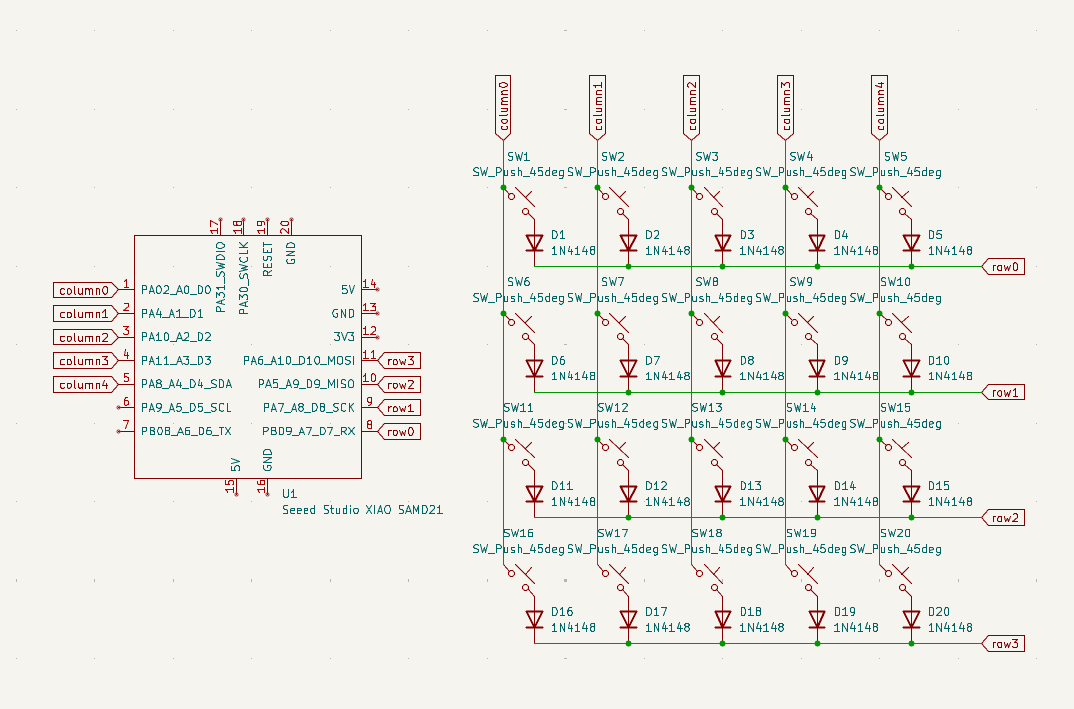 column0
column1
column2
column3
column4
17
18
19
20
PA31_SWDIO
PA30_SWCLK
RESET
GND
column0 1 PA02_A0_D0 5V 14
column1 2 PA4_A1_D1 GND 13
column2 3 PA10_A2_D2 3V3 12
column3 4 PA11_A3_D3 PA6_A10_D10_MOSI 11 row3
column4 5 PA8_A4_D4_SDA PA5_A9_D9_MISO 10 row2
6 PA9_A5_D5_SCL PA7_A8_D8_SCK 9 row1
7 PB08_A6_D6_TX PB09_A7_D7_RX 8 row0
5V
GND
15
16
U1
Seeed Studio XIAO SAMD21
SW1 SW2 SW3 SW4 SW5
SW_Push_45deg SW_Push_45deg SW_Push_45deg SW_Push_45deg SW_Push_45deg
D1 D2 D3 D4 D5
1N4148 1N4148 1N4148 1N4148 1N4148
row0
SW6 SW7 SW8 SW9 SW10
SW_Push_45deg SW_Push_45deg SW_Push_45deg SW_Push_45deg SW_Push_45deg
D6 D7 D8 D9 D10
1N4148 1N4148 1N4148 1N4148 1N4148
row1
SW11 SW12 SW13 SW14 SW15
SW_Push_45deg SW_Push_45deg SW_Push_45deg SW_Push_45deg SW_Push_45deg
D11 D12 D13 D14 D15
1N4148 1N4148 1N4148 1N4148 1N4148
row2
SW16 SW17 SW18 SW19 SW20
SW_Push_45deg SW_Push_45deg SW_Push_45deg SW_Push_45deg SW_Push_45deg
D16 D17 D18 D19 D20
1N4148 1N4148 1N4148 1N4148 1N4148
row3